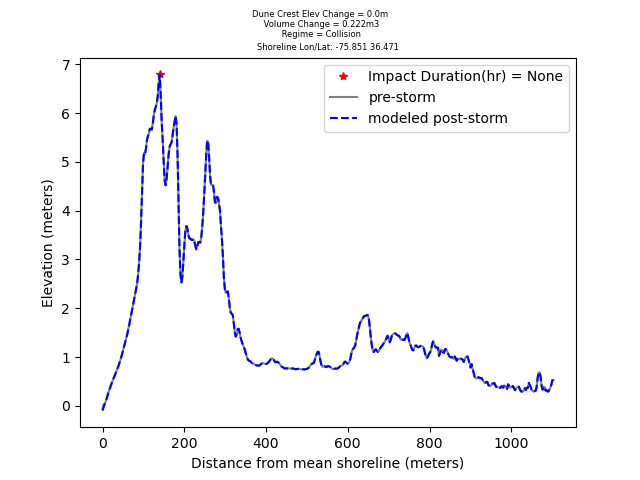 Dune Crest Elev Change = 0.0m
Volume Change = 0.222m3
Regime = Collision
Shoreline Lon/Lat: -75.851 36.471
Impact Duration(hr) = None
pre-storm
modeled post-storm
Elevation (meters)
7
6
5
4
3
2
1
0
0 200 400 600 800 1000
Distance from mean shoreline (meters)